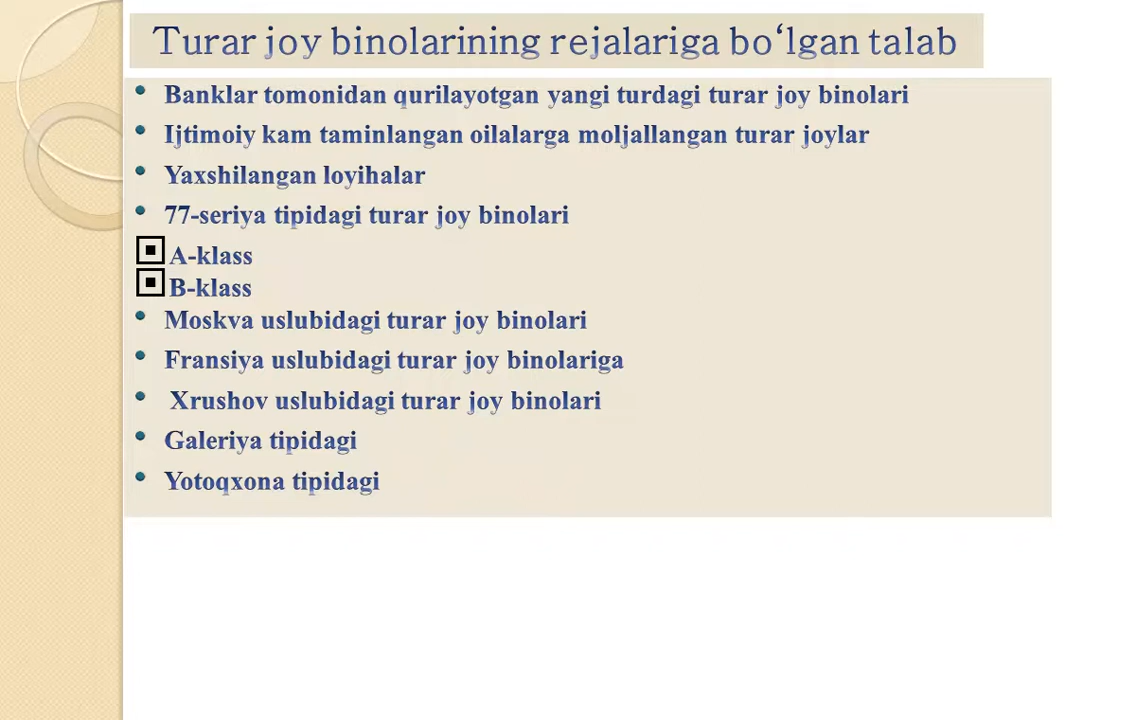 Turar joy binolarining rejalariga bo‘lgan talab
Banklar tomonidan qurilayotgan yangi turdagi turar joy binolari
Ijtimoiy kam taminlangan oilalarga moljallangan turar joylar
Yaxshilangan loyihalar
77-seriya tipidagi turar joy binolari
A-klass
B-klass
Moskva uslubidagi turar joy binolari
Fransiya uslubidagi turar joy binolariga
Xrushov uslubidagi turar joy binolari
Galeriya tipidagi
Yotoqxona tipidagi